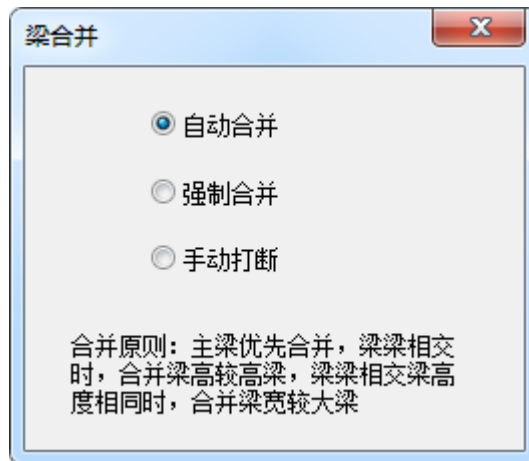 梁合并
自动合并
强制合并
手动打断
合并原则：主梁优先合并，梁梁相交
时，合并梁高较高梁，梁梁相交梁高
度相同时，合并梁宽较大梁